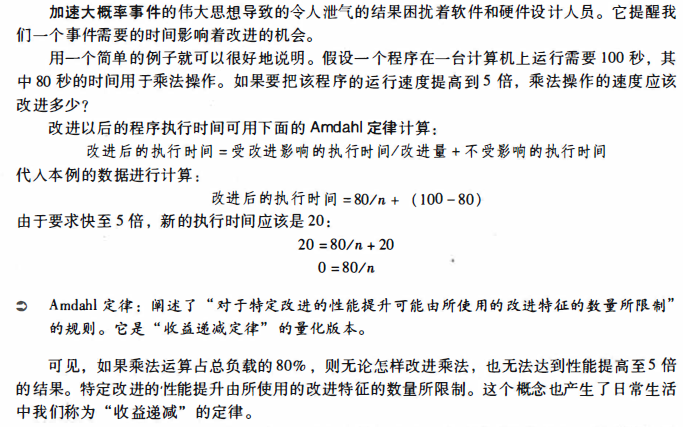 加速大概率事件的伟大思想导致的令人泄气的结果困扰着软件和硬件设计人员。它提醒我
们一个事件需要的时间影响着改进的机会。
用一个简单的例子就可以很好地说明。假设一个程序在一台计算机上运行需要 100 秒，其
中 80 秒的时间用于乘法操作。如果要把该程序的运行速度提高到 5 倍，乘法操作的速度应该
改进多少？
改进以后的程序执行时间可用下面的 Amdahl 定律计算：
改进后的执行时间 = 受改进影响的执行时间/改进量 + 不受影响的执行时间
代入本例的数据进行计算：
改进后的执行时间 = 80/n + （100 - 80）
由于要求快至 5 倍，新的执行时间应该是 20：
20 = 80/n + 20
0 = 80/n
Amdahl 定律：阐述了“对于特定改进的性能提升可能由所使用的改进特征的数量所限制”
的规则。它是“收益递减定律”的量化版本。
可见，如果乘法运算占总负载的 80%，则无论怎样改进乘法，也无法达到性能提高至 5 倍
的结果。特定改进的性能提升由所使用的改进特征的数量所限制。这个概念也产生了日常生活
中我们称为“收益递减”的定律。